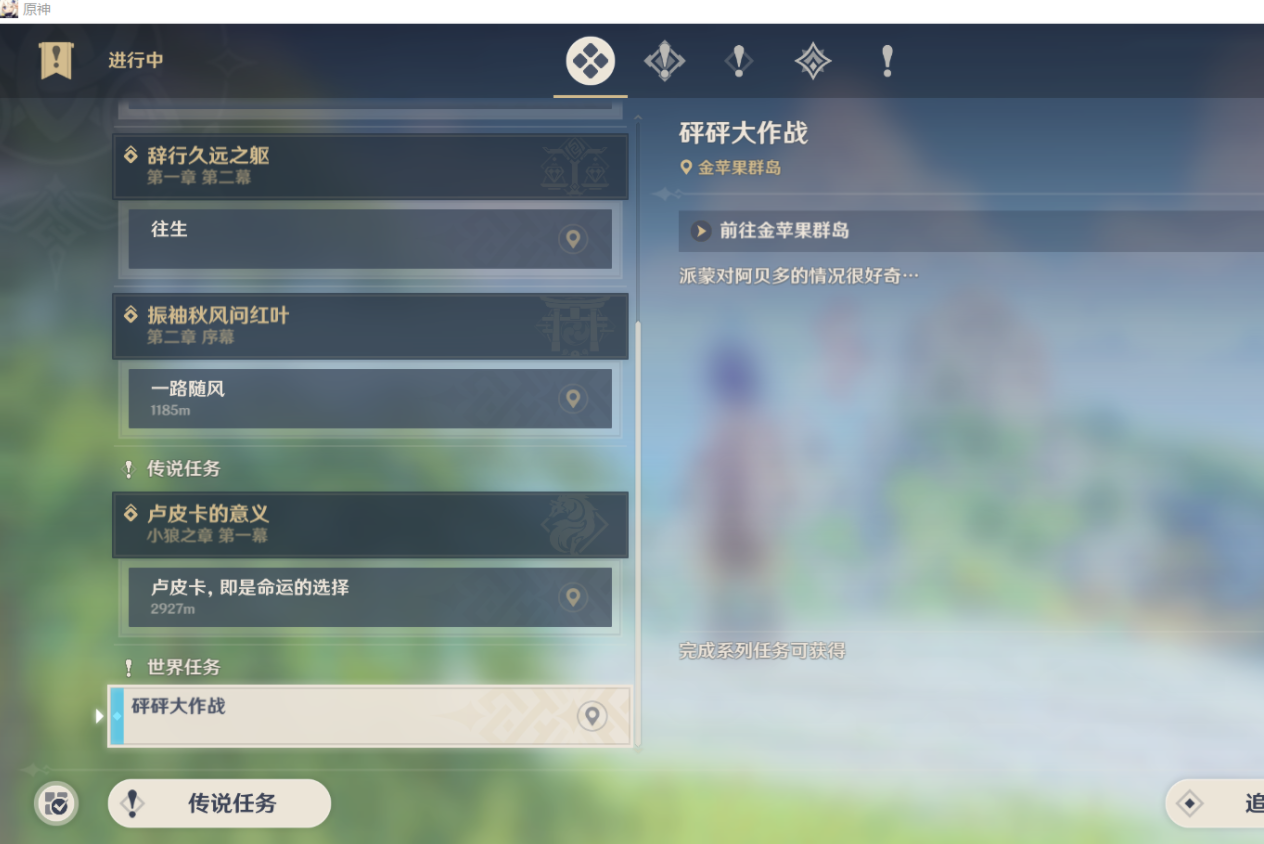 原神
进行中
辞行久远之躯
第一章 第二幕
往生
振袖秋风问红叶
第二章 序幕
一路随风
1185m
传说任务
卢皮卡的意义
小狼之章 第一幕
卢皮卡，即是命运的选择
2927m
世界任务
砰砰大作战
传说任务
砰砰大作战
金苹果群岛
前往金苹果群岛
派蒙对阿贝多的情况很好奇…
完成系列任务可获得
追